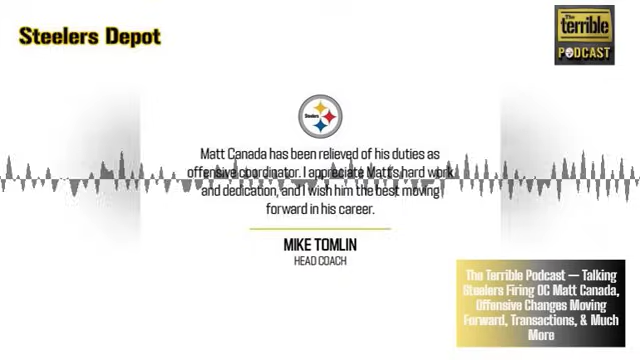 Steelers Depot
The
terrible
PODCAST
Steelers
Matt Canada has been relieved of his duties as
offensive coordinator. I appreciate Matt's hard work
and dedication, and I wish him the best moving
forward in his career.
MIKE TOMLIN
HEAD COACH
The Terrible Podcast — Talking
Steelers Firing OC Matt Canada,
Offensive Changes Moving
Forward, Transactions, & Much
More